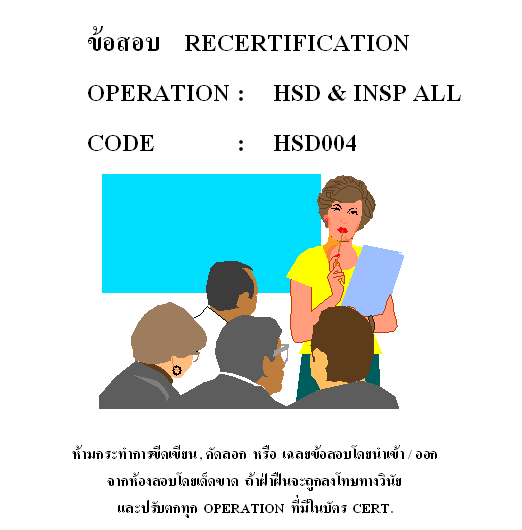 ข้อสอบ RECERTIFICATION
OPERATION : HSD & INSP ALL
CODE : HSD004
ห้ามกระทำการขีดเขียน, คัดลอก หรือ เฉลยข้อสอบโดยนำเข้า / ออก
จากห้องสอบโดยเด็ดขาด ถ้าฝ่าฝืนจะถูกลงโทษทางวินัย
และปรับตกทุก OPERATION ที่มีในบัตร CERT.